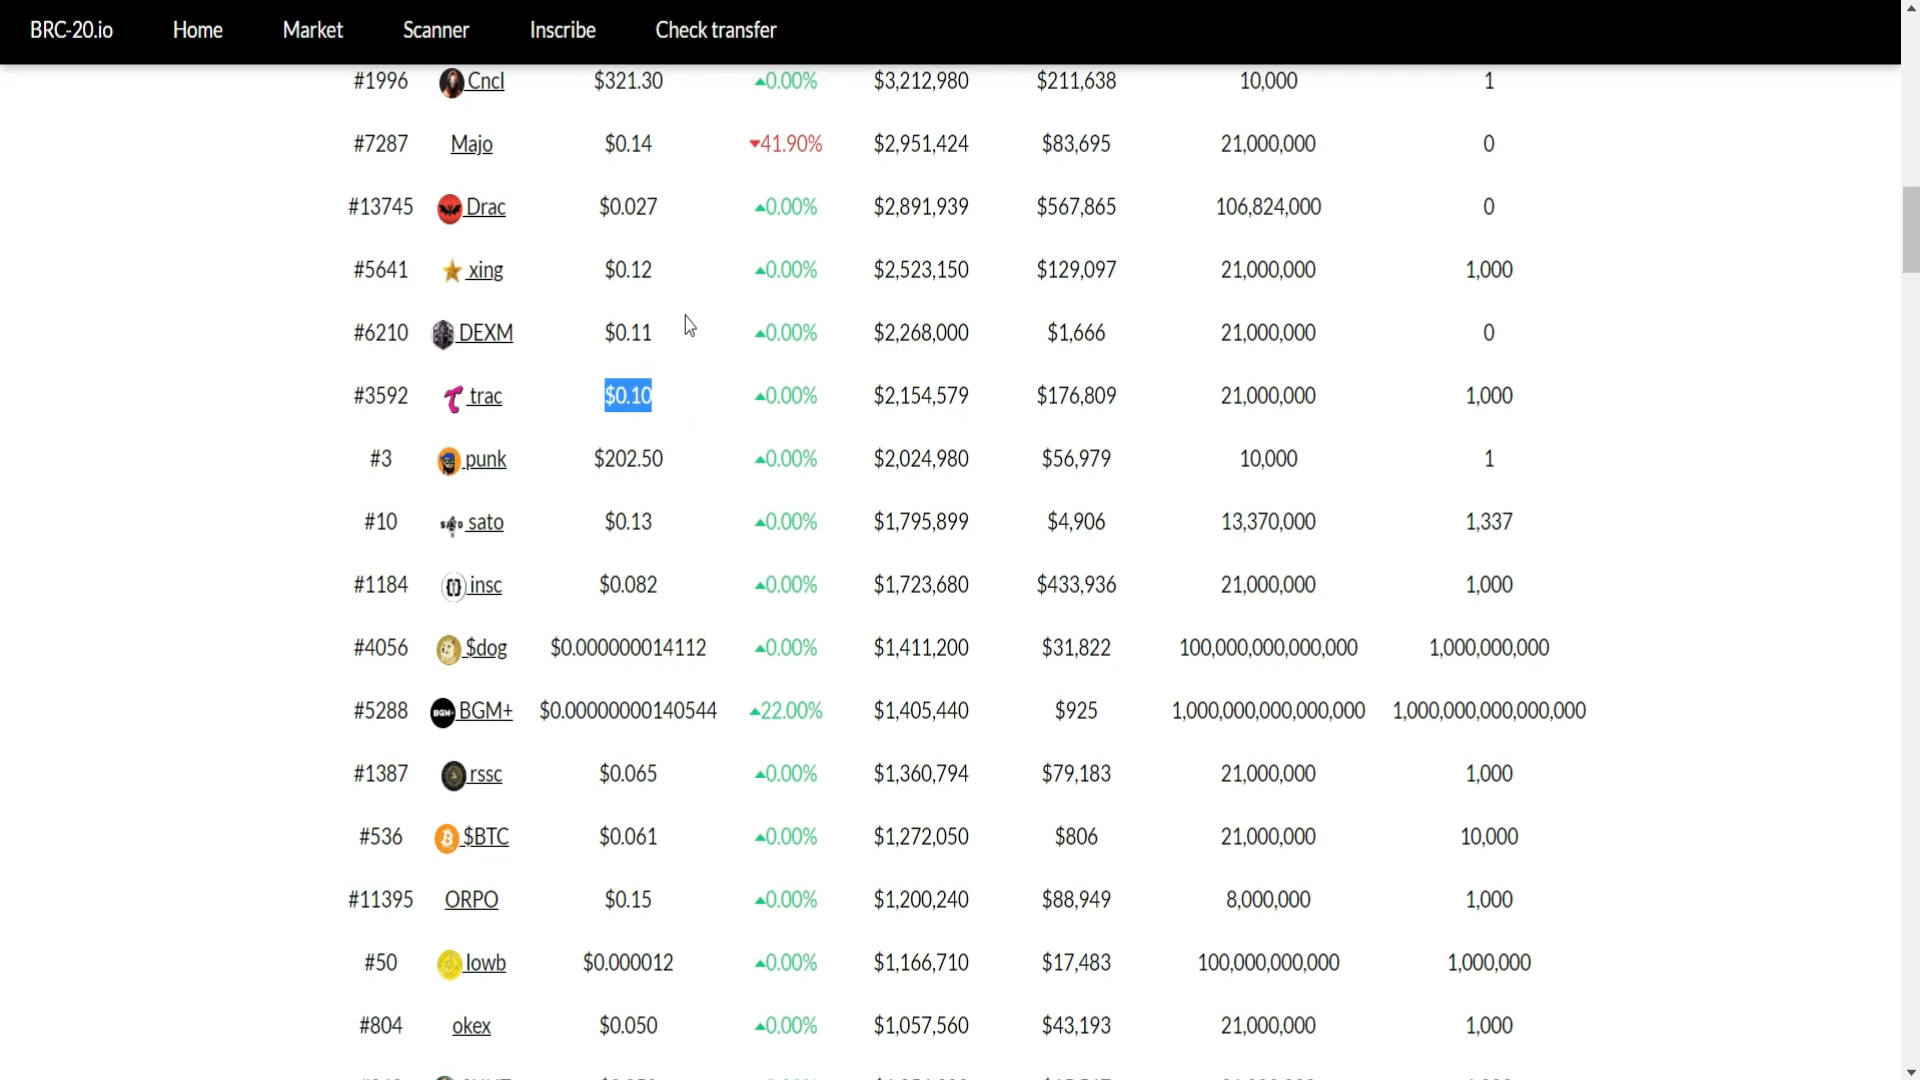 BRC-20.io Home Market Scanner Inscribe Check transfer
#1996 Cncl $321.30 ▲0.00% $3,212,980 $211,638 10,000 1
#7287 Majo $0.14 ▼41.90% $2,951,424 $83,695 21,000,000 0
#13745 Drac $0.027 ▲0.00% $2,891,939 $567,865 106,824,000 0
#5641 xing $0.12 ▲0.00% $2,523,150 $129,097 21,000,000 1,000
#6210 DEXM $0.11 ▲0.00% $2,268,000 $1,666 21,000,000 0
#3592 trac $0.10 ▲0.00% $2,154,579 $176,809 21,000,000 1,000
#3 punk $202.50 ▲0.00% $2,024,980 $56,979 10,000 1
#10 sato $0.13 ▲0.00% $1,795,899 $4,906 13,370,000 1,337
#1184 insc $0.082 ▲0.00% $1,723,680 $433,936 21,000,000 1,000
#4056 $dog $0.000000014112 ▲0.00% $1,411,200 $31,822 100,000,000,000,000 1,000,000,000
#5288 BGM+ $0.00000000140544 ▲22.00% $1,405,440 $925 1,000,000,000,000,000 1,000,000,000,000,000
#1387 rssc $0.065 ▲0.00% $1,360,794 $79,183 21,000,000 1,000
#536 $BTC $0.061 ▲0.00% $1,272,050 $806 21,000,000 10,000
#11395 ORPO $0.15 ▲0.00% $1,200,240 $88,949 8,000,000 1,000
#50 lowb $0.000012 ▲0.00% $1,166,710 $17,483 100,000,000,000 1,000,000
#804 okex $0.050 ▲0.00% $1,057,560 $43,193 21,000,000 1,000